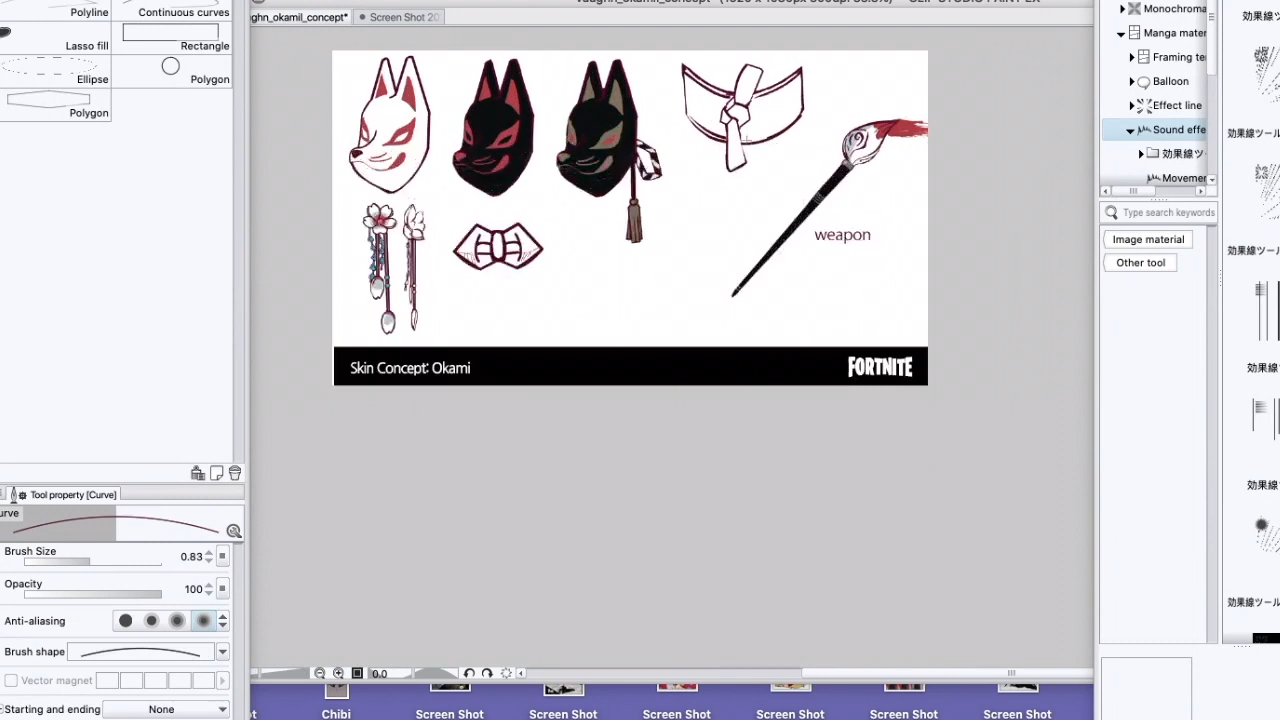 Polyline
Continuous curves
Lasso fill
Rectangle
Ellipse
Polygon
Polygon
ghn_okamil_concept*
Screen Shot 20
weapon
Skin Concept: Okami
FORTNITE
Tool property [Curve]
urve
Brush Size
0.83
Opacity
100
Anti-aliasing
Brush shape
Vector magnet
Starting and ending
None
0.0
Chibi
Screen Shot
Screen Shot
Screen Shot
Screen Shot
Screen Shot
Screen Shot
Monochroma
Manga mater
Framing te
Balloon
Effect line
Sound effe
効果線ツ
Movemen
Type search keywords
Image material
Other tool
効果線ツ
効果線ツール
効果線ツール
効果線
効果線
効果線ツール